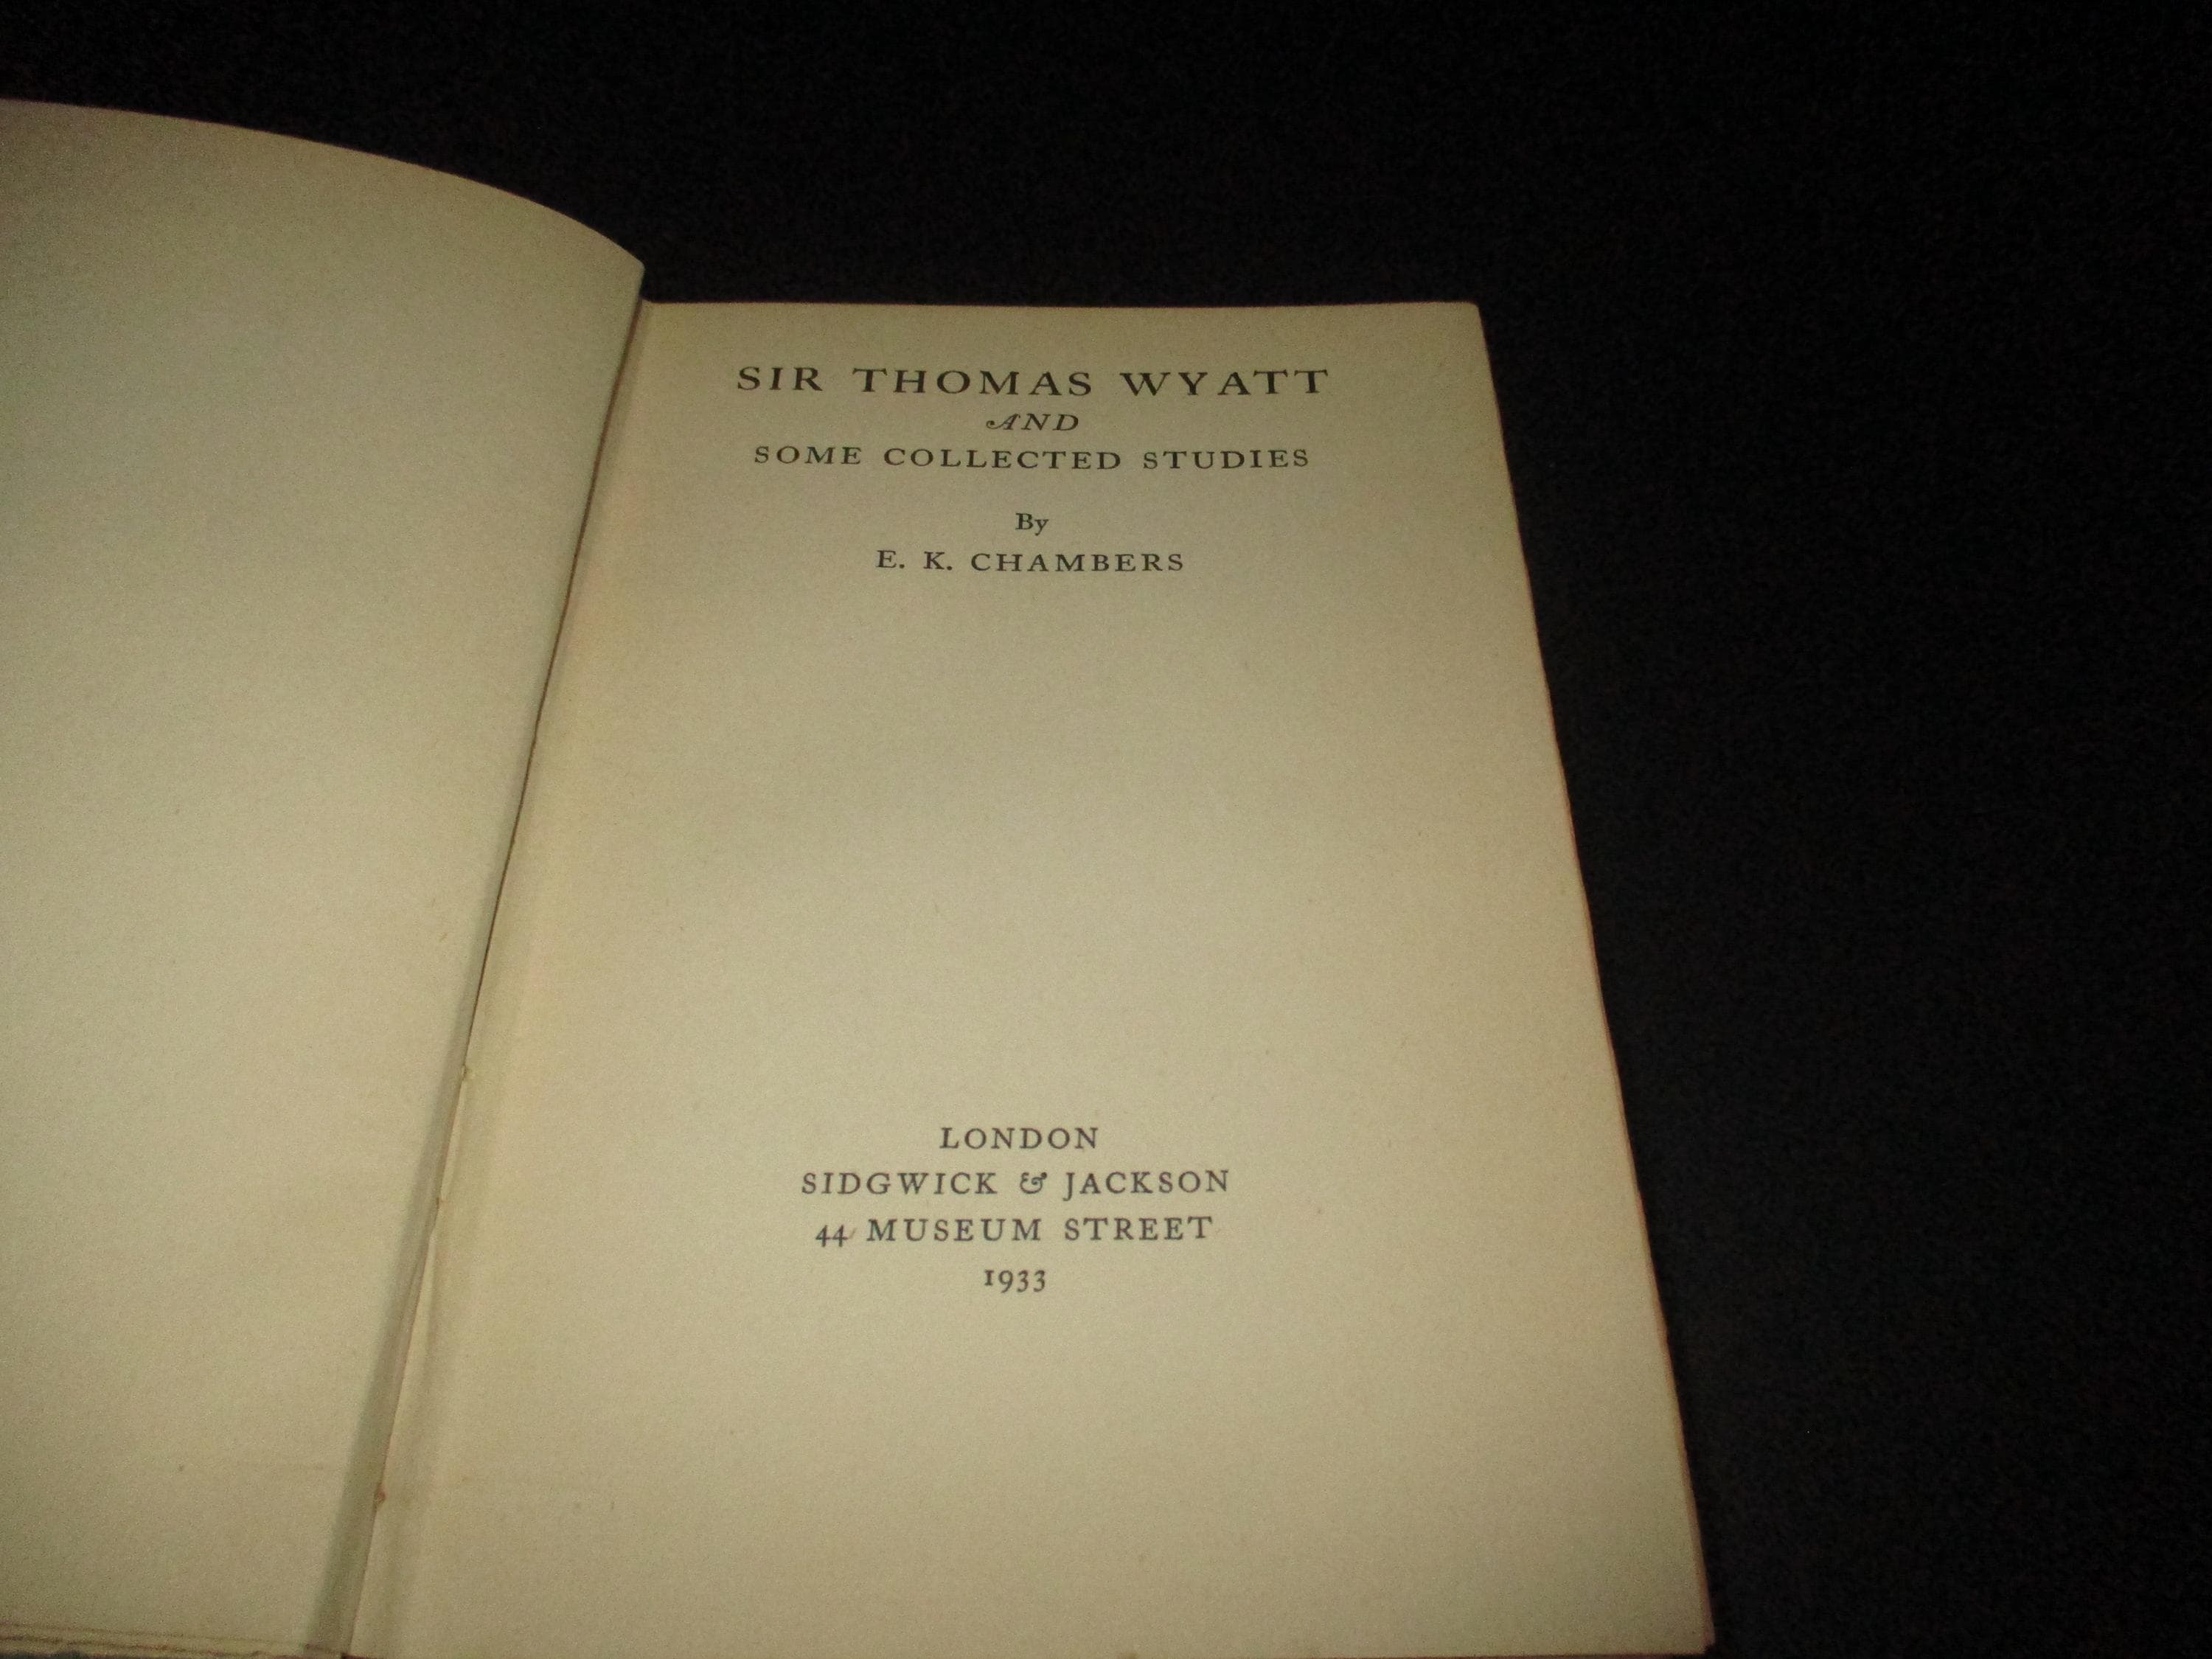 SIR THOMAS WYATT
AND
SOME COLLECTED STUDIES
By
E. K. CHAMBERS
LONDON
SIDGWICK & JACKSON
44 MUSEUM STREET
1933